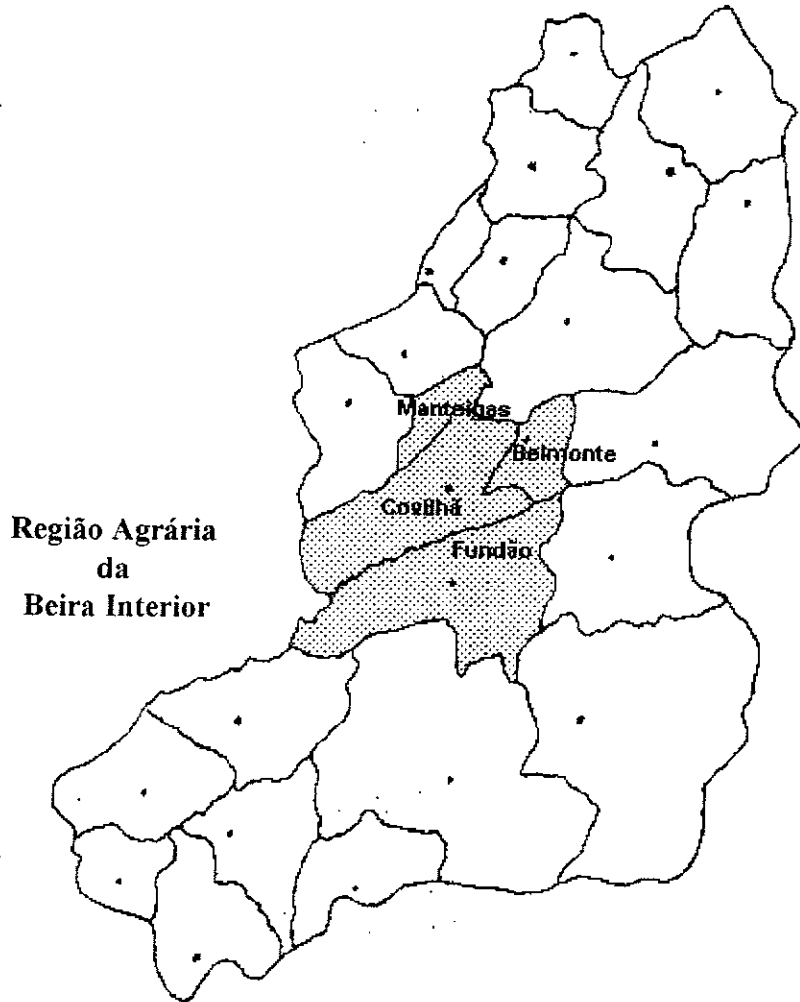 Manteigas
Belmonte
Covilhã
Fundão
Região Agrária
da
Beira Interior